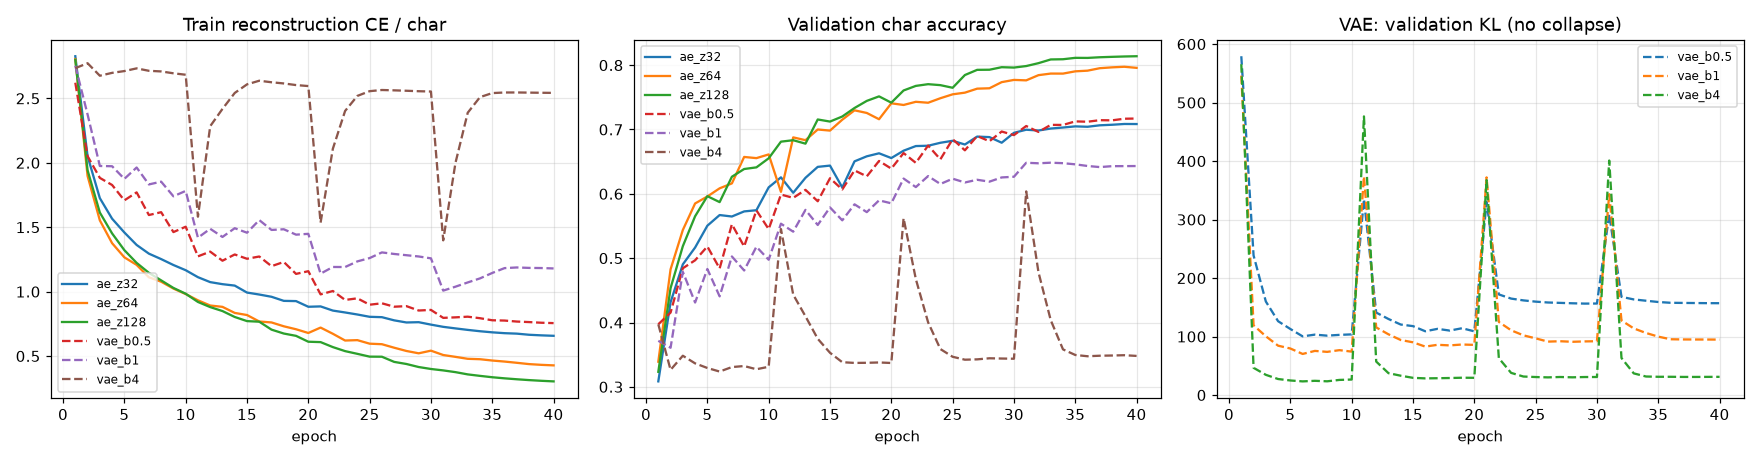 Train reconstruction CE / char
2.5
2.0
1.5
1.0
0.5
ae_z32
ae_z64
ae_z128
vae_b0.5
vae_b1
vae_b4
0 5 10 15 20 25 30 35 40
epoch
Validation char accuracy
0.8
0.7
0.6
0.5
0.4
0.3
ae_z32
ae_z64
ae_z128
vae_b0.5
vae_b1
vae_b4
0 5 10 15 20 25 30 35 40
epoch
VAE: validation KL (no collapse)
600
500
400
300
200
100
0
vae_b0.5
vae_b1
vae_b4
0 5 10 15 20 25 30 35 40
epoch